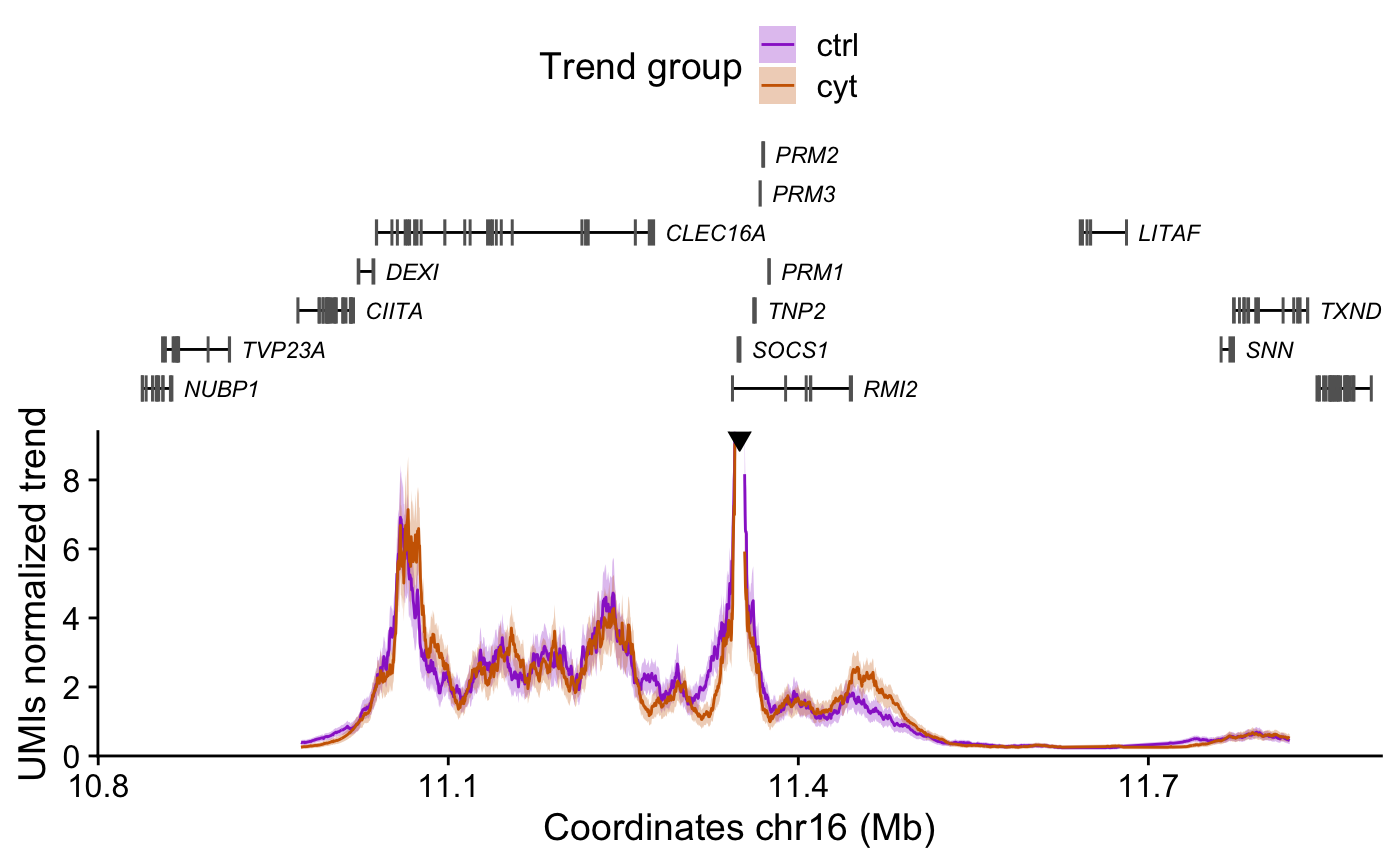 Trend group
ctrl
cyt
PRM2
PRM3
CLEC16A
LITAF
DEXI
PRM1
CIITA
TNP2
TXND
TVP23A
SOCS1
SNN
NUBP1
RMI2
UMIs normalized trend
8
6
4
2
0
10.8
11.1
11.4
11.7
Coordinates chr16 (Mb)